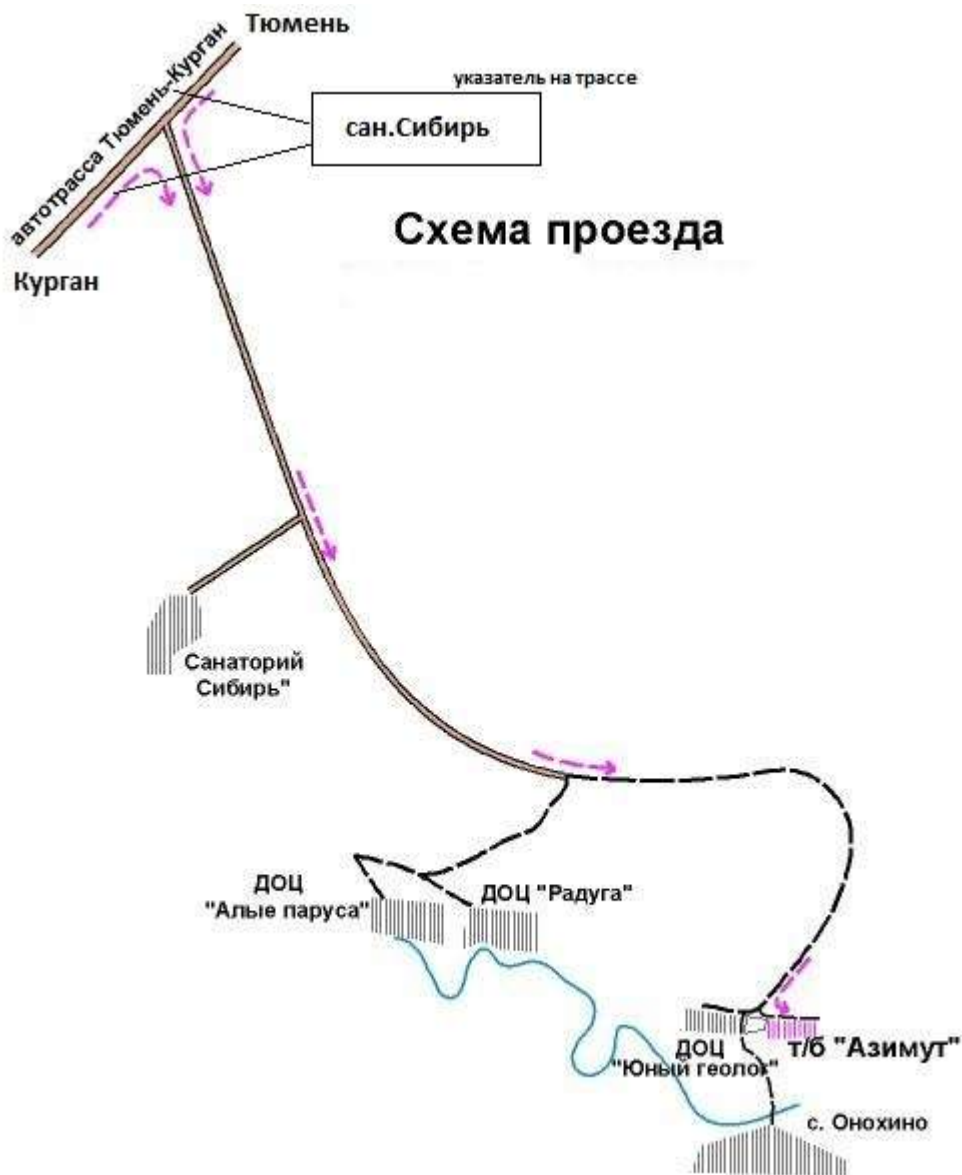 Тюмень
указатель на трассе
автотрасса Тюмень-Курган
сан.Сибирь
Схема проезда
Курган
Санаторий
Сибирь"
ДОЦ
"Алые паруса"
ДОЦ "Радуга"
ДОЦ
"Юный геолог"
т/б "Азимут"
с. Онохино